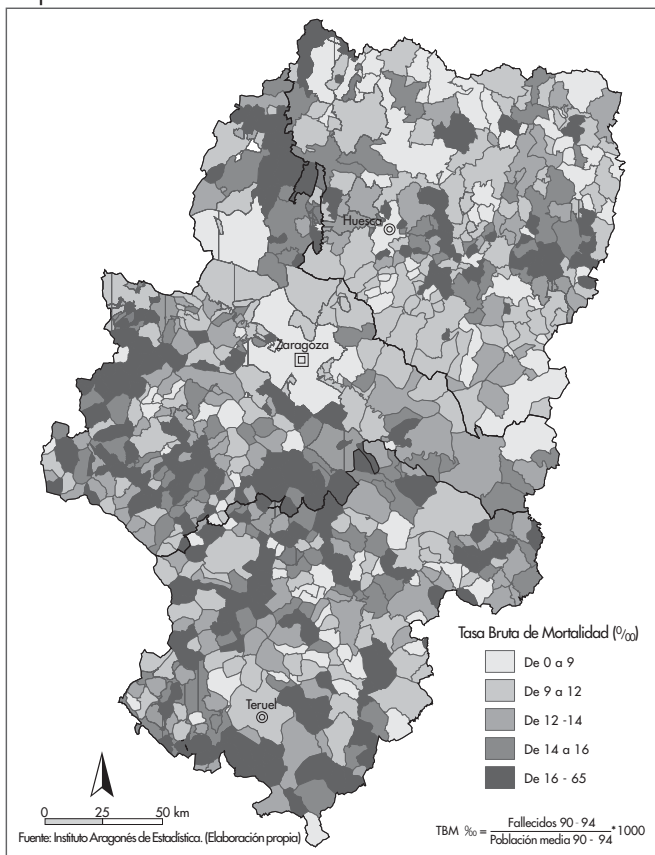 Huesca
Zaragoza
Teruel
Tasa Bruta de Mortalidad (‰)
De 0 a 9
De 9 a 12
De 12 -14
De 14 a 16
De 16 - 65
0 25 50 km
Fuente: Instituto Aragonés de Estadística. (Elaboración propia)
TBM ‰ = Fallecidos 90 - 94 *1000
Población media 90 - 94